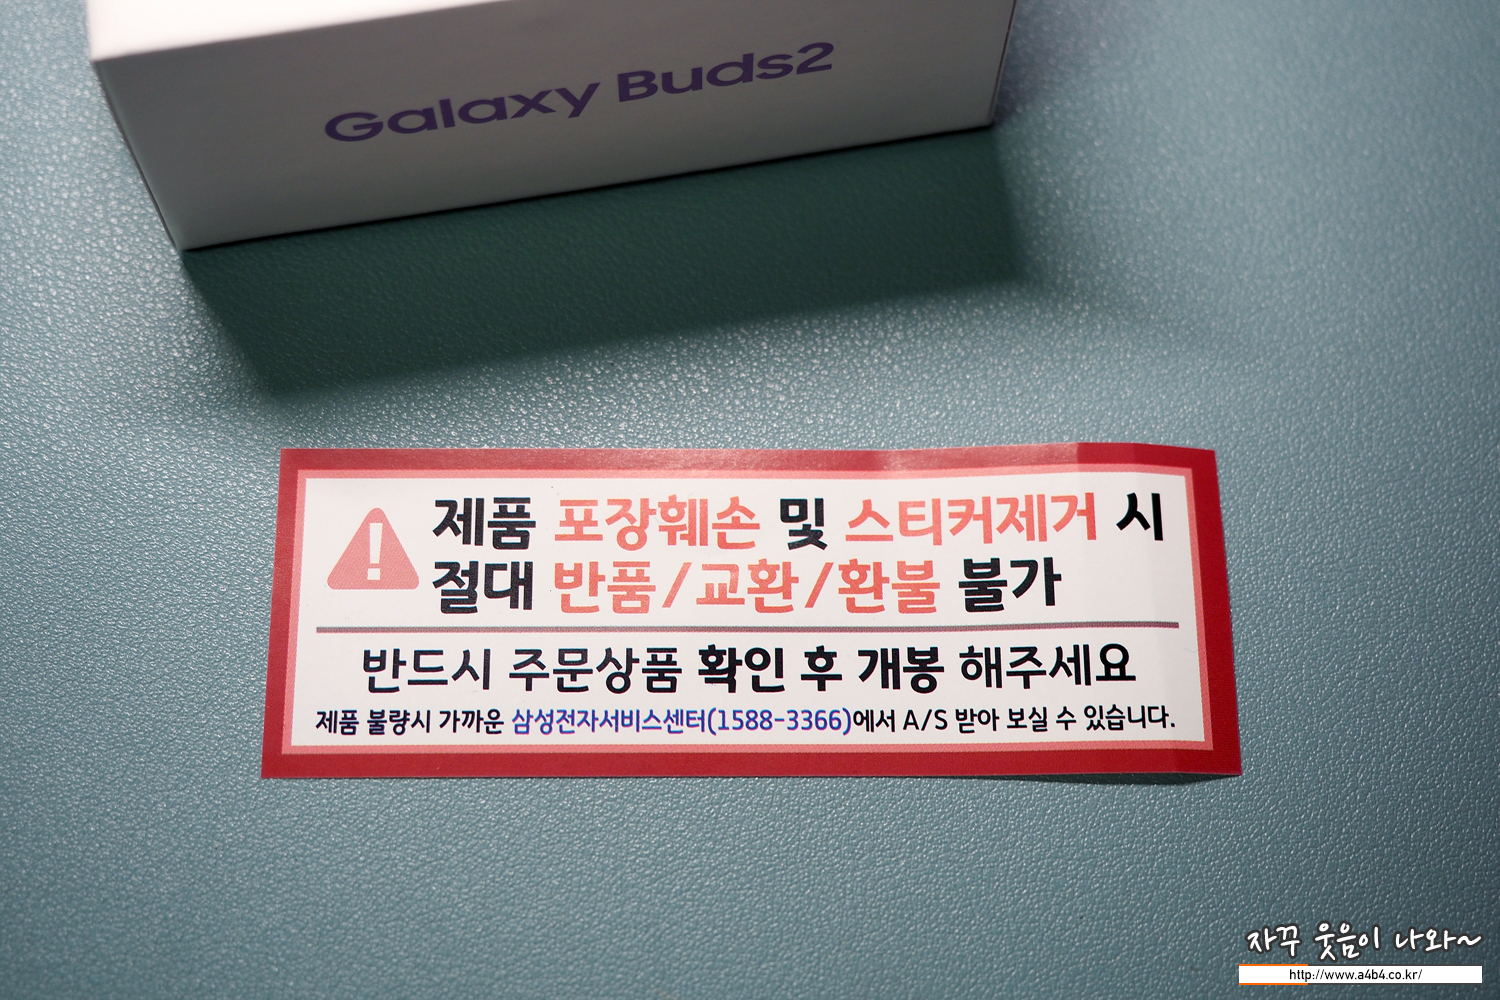 Galaxy Buds2
제품 포장훼손 및 스티커제거 시
절대 반품/교환/환불 불가
반드시 주문상품 확인 후 개봉 해주세요
제품 불량시 가까운 삼성전자서비스센터(1588-3366)에서 A/S 받아 보실 수 있습니다.
자꾸 웃음이 나와~
http://www.a4b4.co.kr/